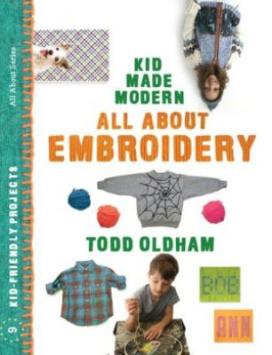 All About Series
9 KID-FRIENDLY PROJECTS
KID MADE
MODERN
ALL ABOUT
EMBROIDERY
TODD OLDHAM
BOB
ANN